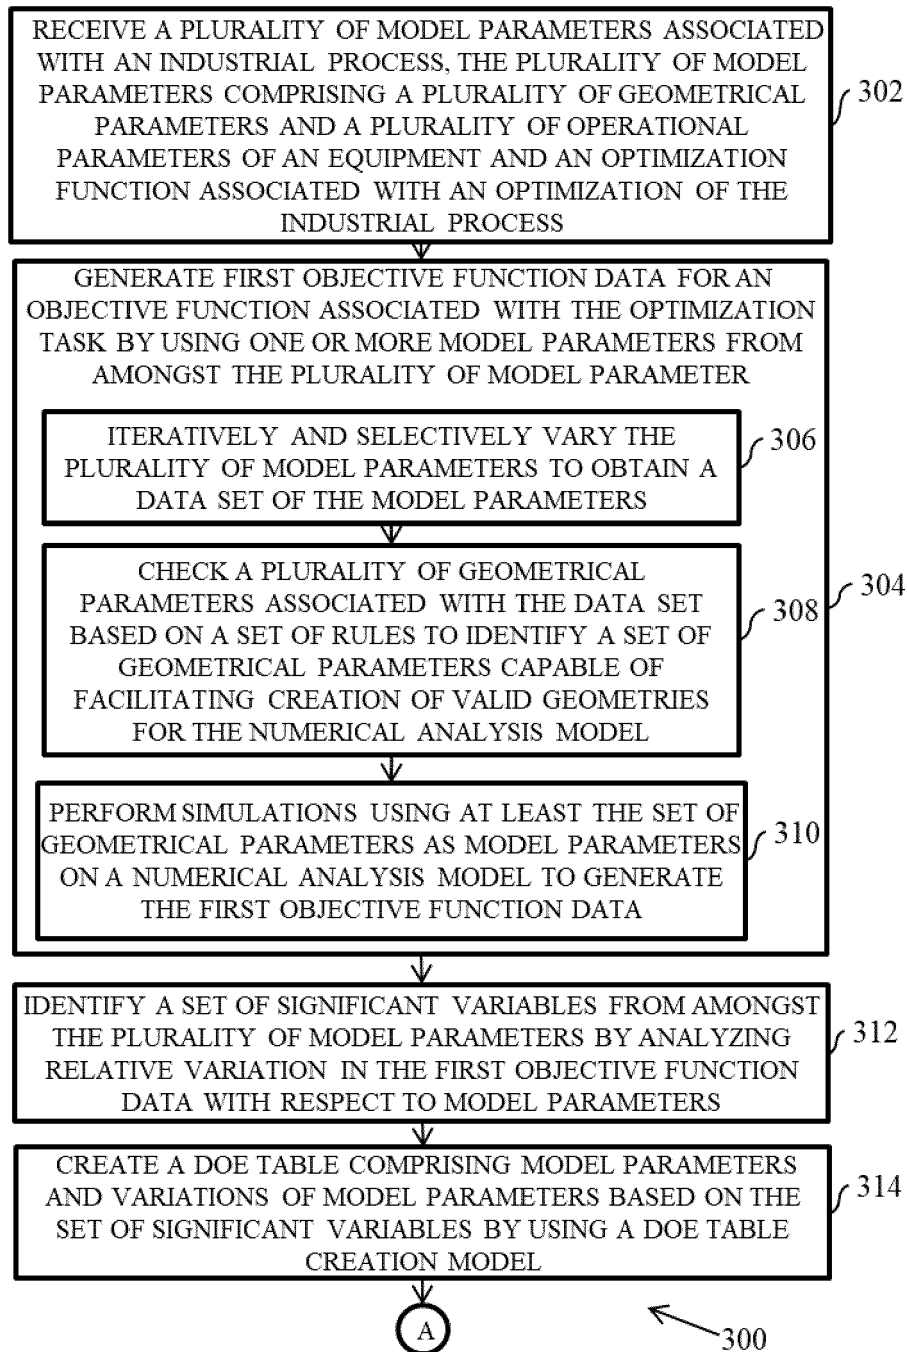 RECEIVE A PLURALITY OF MODEL PARAMETERS ASSOCIATED
WITH AN INDUSTRIAL PROCESS, THE PLURALITY OF MODEL
PARAMETERS COMPRISING A PLURALITY OF GEOMETRICAL
PARAMETERS AND A PLURALITY OF OPERATIONAL
PARAMETERS OF AN EQUIPMENT AND AN OPTIMIZATION
FUNCTION ASSOCIATED WITH AN OPTIMIZATION OF THE
INDUSTRIAL PROCESS
302
GENERATE FIRST OBJECTIVE FUNCTION DATA FOR AN
OBJECTIVE FUNCTION ASSOCIATED WITH THE OPTIMIZATION
TASK BY USING ONE OR MORE MODEL PARAMETERS FROM
AMONGST THE PLURALITY OF MODEL PARAMETER
304
ITERATIVELY AND SELECTIVELY VARY THE
PLURALITY OF MODEL PARAMETERS TO OBTAIN A
DATA SET OF THE MODEL PARAMETERS
306
CHECK A PLURALITY OF GEOMETRICAL
PARAMETERS ASSOCIATED WITH THE DATA SET
BASED ON A SET OF RULES TO IDENTIFY A SET OF
GEOMETRICAL PARAMETERS CAPABLE OF
FACILITATING CREATION OF VALID GEOMETRIES
FOR THE NUMERICAL ANALYSIS MODEL
308
PERFORM SIMULATIONS USING AT LEAST THE SET OF
GEOMETRICAL PARAMETERS AS MODEL PARAMETERS
ON A NUMERICAL ANALYSIS MODEL TO GENERATE
THE FIRST OBJECTIVE FUNCTION DATA
310
IDENTIFY A SET OF SIGNIFICANT VARIABLES FROM AMONGST
THE PLURALITY OF MODEL PARAMETERS BY ANALYZING
RELATIVE VARIATION IN THE FIRST OBJECTIVE FUNCTION
DATA WITH RESPECT TO MODEL PARAMETERS
312
CREATE A DOE TABLE COMPRISING MODEL PARAMETERS
AND VARIATIONS OF MODEL PARAMETERS BASED ON THE
SET OF SIGNIFICANT VARIABLES BY USING A DOE TABLE
CREATION MODEL
314
A
300